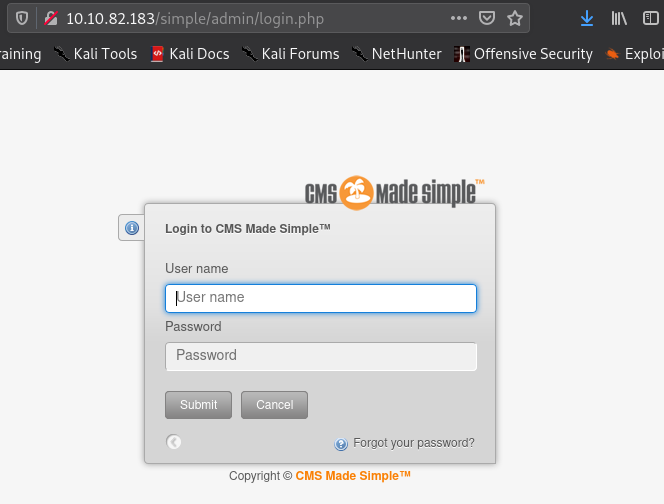 10.10.82.183/simple/admin/login.php
raining Kali Tools Kali Docs Kali Forums NetHunter Offensive Security Exploi
CMS Made simple™
Login to CMS Made Simple™
User name
User name
Password
Password
Submit Cancel
Forgot your password?
Copyright © CMS Made Simple™